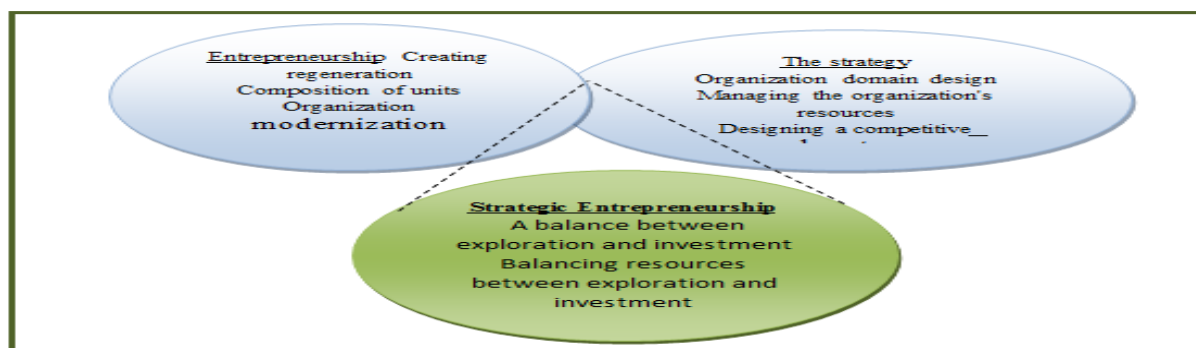 Entrepreneurship Creating
regeneration
Composition of units
Organization
modernization
The strategy
Organization domain design
Managing the organization's
resources
Designing a competitive
Strategic Entrepreneurship
A balance between
exploration and investment
Balancing resources
between exploration and
investment